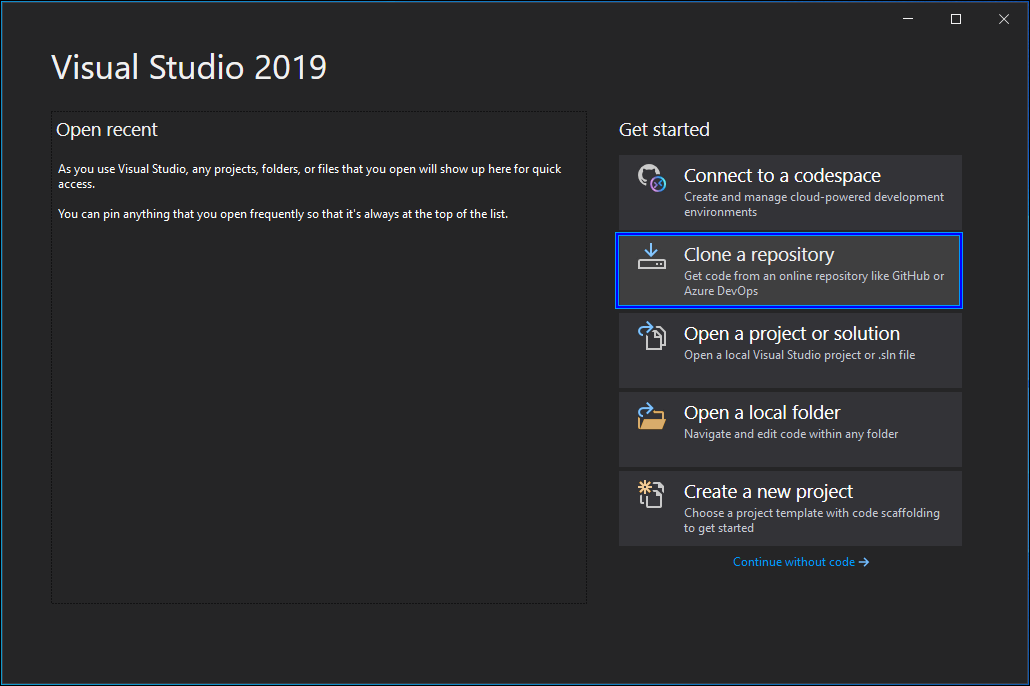 Visual Studio 2019
Open recent
As you use Visual Studio, any projects, folders, or files that you open will show up here for quick
access.
You can pin anything that you open frequently so that it's always at the top of the list.
Get started
Connect to a codespace
Create and manage cloud-powered development
environments
Clone a repository
Get code from an online repository like GitHub or
Azure DevOps
Open a project or solution
Open a local Visual Studio project or .sln file
Open a local folder
Navigate and edit code within any folder
Create a new project
Choose a project template with code scaffolding
to get started
Continue without code →